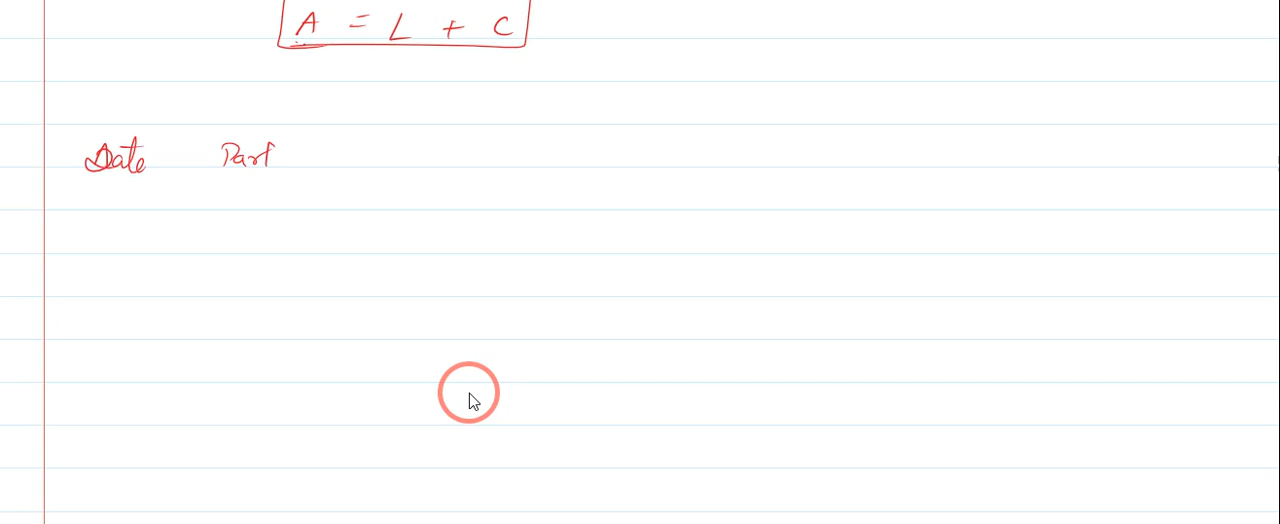 A = L + C
Date Part